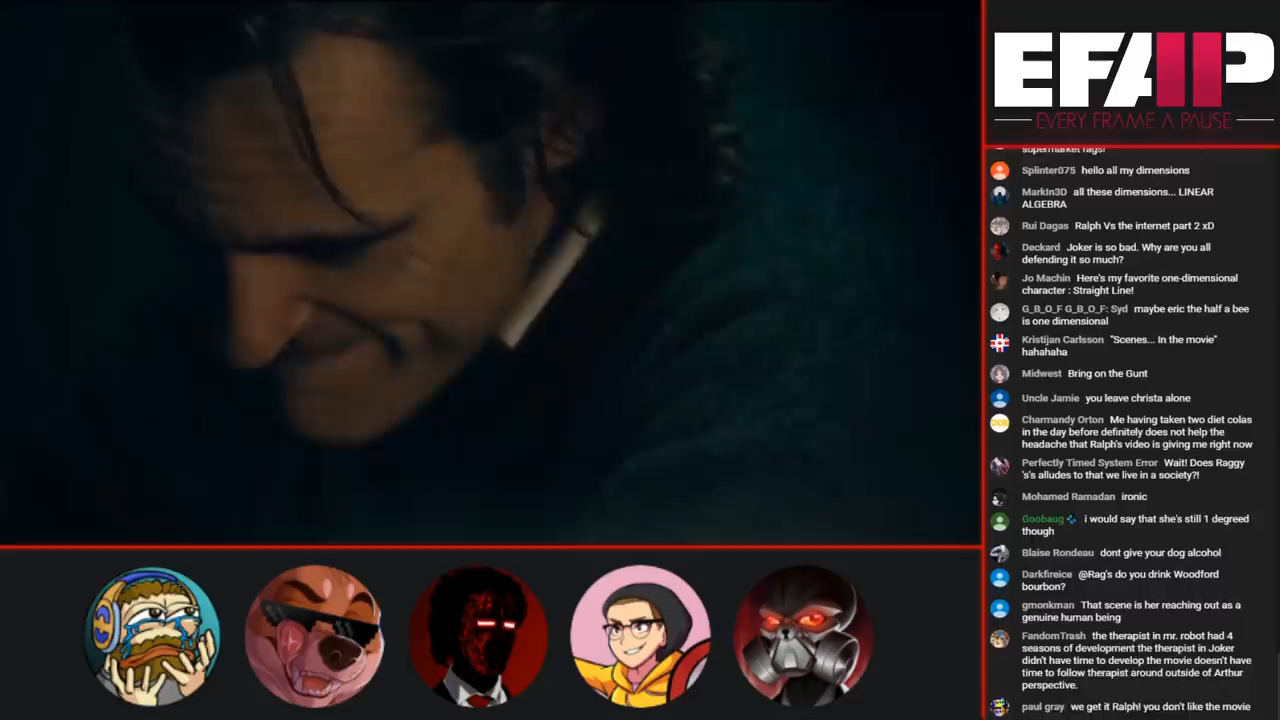 EFAP
EVERY FRAME A PAUSE
supermarket rags!
Splinter075 hello all my dimensions
MarkIn3D all these dimensions... LINEAR
ALGEBRA
Rui Dagas Ralph Vs the internet part 2 xD
Deckard Joker is so bad. Why are you all
defending it so much?
Jo Machin Here's my favorite one-dimensional
character : Straight Line!
G_B_O_F G_B_O_F: Syd maybe eric the half a bee
is one dimensional
Kristijan Carlsson "Scenes... In the movie"
hahahaha
Midwest Bring on the Gunt
Uncle Jamie you leave christa alone
Charmandy Orton Me having taken two diet colas
in the day before definitely does not help the
headache that Ralph's video is giving me right now
Perfectly Timed System Error Wait! Does Raggy
's's alludes to that we live in a society?!
Mohamed Ramadan ironic
Goobaug i would say that she's still 1 degreed
though
Blaise Rondeau dont give your dog alcohol
Darkfireice @Rag's do you drink Woodford
bourbon?
gmonkman That scene is her reaching out as a
genuine human being
FandomTrash the therapist in mr. robot had 4
seasons of development the therapist in Joker
didn't have time to develop the movie doesn't have
time to follow therapist around outside of Arthur
perspective.
paul gray we get it Ralph! you don't like the movie